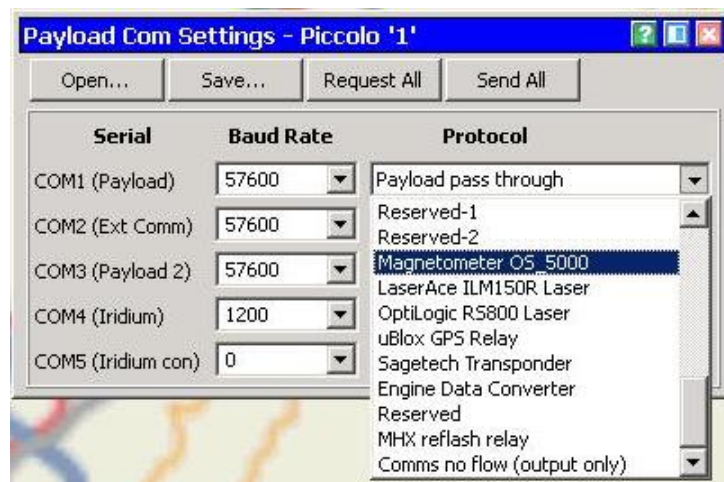 Payload Com Settings - Piccolo '1'
Open... Save... Request All Send All
Serial Baud Rate Protocol
COM1 (Payload) 57600 Payload pass through
COM2 (Ext Comm) 57600
COM3 (Payload 2) 57600
COM4 (Iridium) 1200
COM5 (Iridium con) 0
Reserved-1
Reserved-2
Magnetometer OS_5000
LaserAce ILM150R Laser
OptiLogic RS800 Laser
uBlox GPS Relay
Sagetech Transponder
Engine Data Converter
Reserved
MHX reflash relay
Comms no flow (output only)